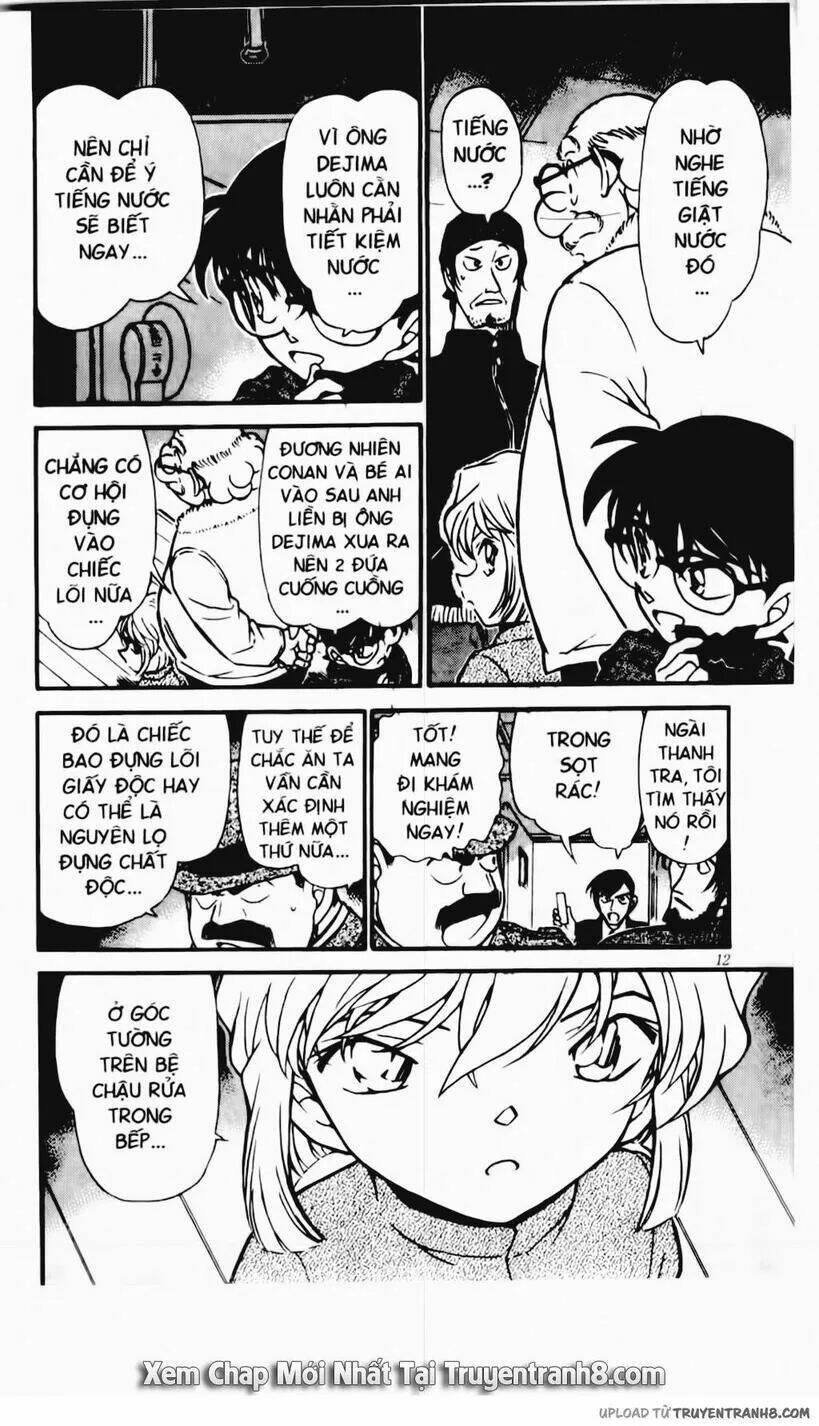 NHỜ
NGHE
TIẾNG
GIẬT
NƯỚC
ĐÓ
...
TIẾNG
NƯỚC
...?
VÌ ÔNG
DEJIMA
LUÔN CẰN
NHẰN PHẢI
TIẾT KIỆM
NƯỚC
...
NÊN CHỈ
CẦN ĐỂ Ý
TIẾNG NƯỚC
SẼ BIẾT
NGAY...
ĐƯƠNG NHIÊN
CONAN VÀ BÉ AI
VÀO SAU ANH
LIỀN BỊ ÔNG
DEJIMA XUA RA
NÊN 2 ĐỨA
CUỐNG CUỒNG
...
CHẲNG CÓ
CƠ HỘI
ĐỤNG
VÀO
CHIẾC
LÕI NỮA
...
NGÀI
THANH
TRA, TÔI
TÌM THẤY
NÓ RỒI
!
TRONG
SỌT
RÁC!
TỐT!
MANG
ĐI KHÁM
NGHIỆM
NGAY!
TUY THẾ ĐỂ
CHẮC ĂN TA
VẤN CẦN
XÁC ĐỊNH
THÊM MỘT
THỨ NỮA...
ĐÓ LÀ CHIẾC
BAO ĐỰNG LÕI
GIẤY ĐỘC HAY
CÓ THỂ LÀ
NGUYÊN LỌ
ĐỰNG CHẤT
ĐỘC...
12
Ở GÓC
TƯỜNG
TRÊN BỆ
CHẬU RỬA
TRONG
BẾP...
Xem Chap Mới Nhất Tại Truyentranh8.com
UPLOAD TỪ TRUYENTRANH8.COM